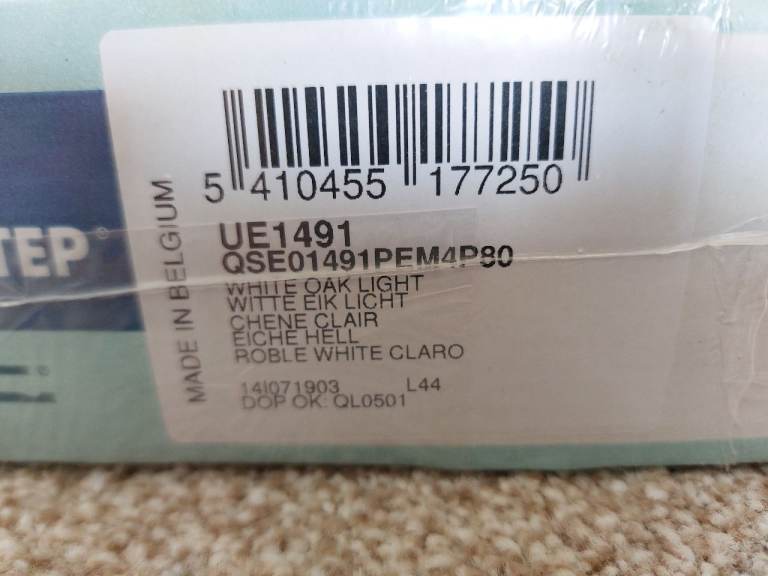 5 410455 177250
UE1491
QSE01491PEM4P80
WHITE OAK LIGHT
WITTE EIK LICHT
CHENE CLAIR
EICHE HELL
ROBLE WHITE CLARO
14I071903 L44
DOP OK: QL0501
MADE IN BELGIUM
TEP